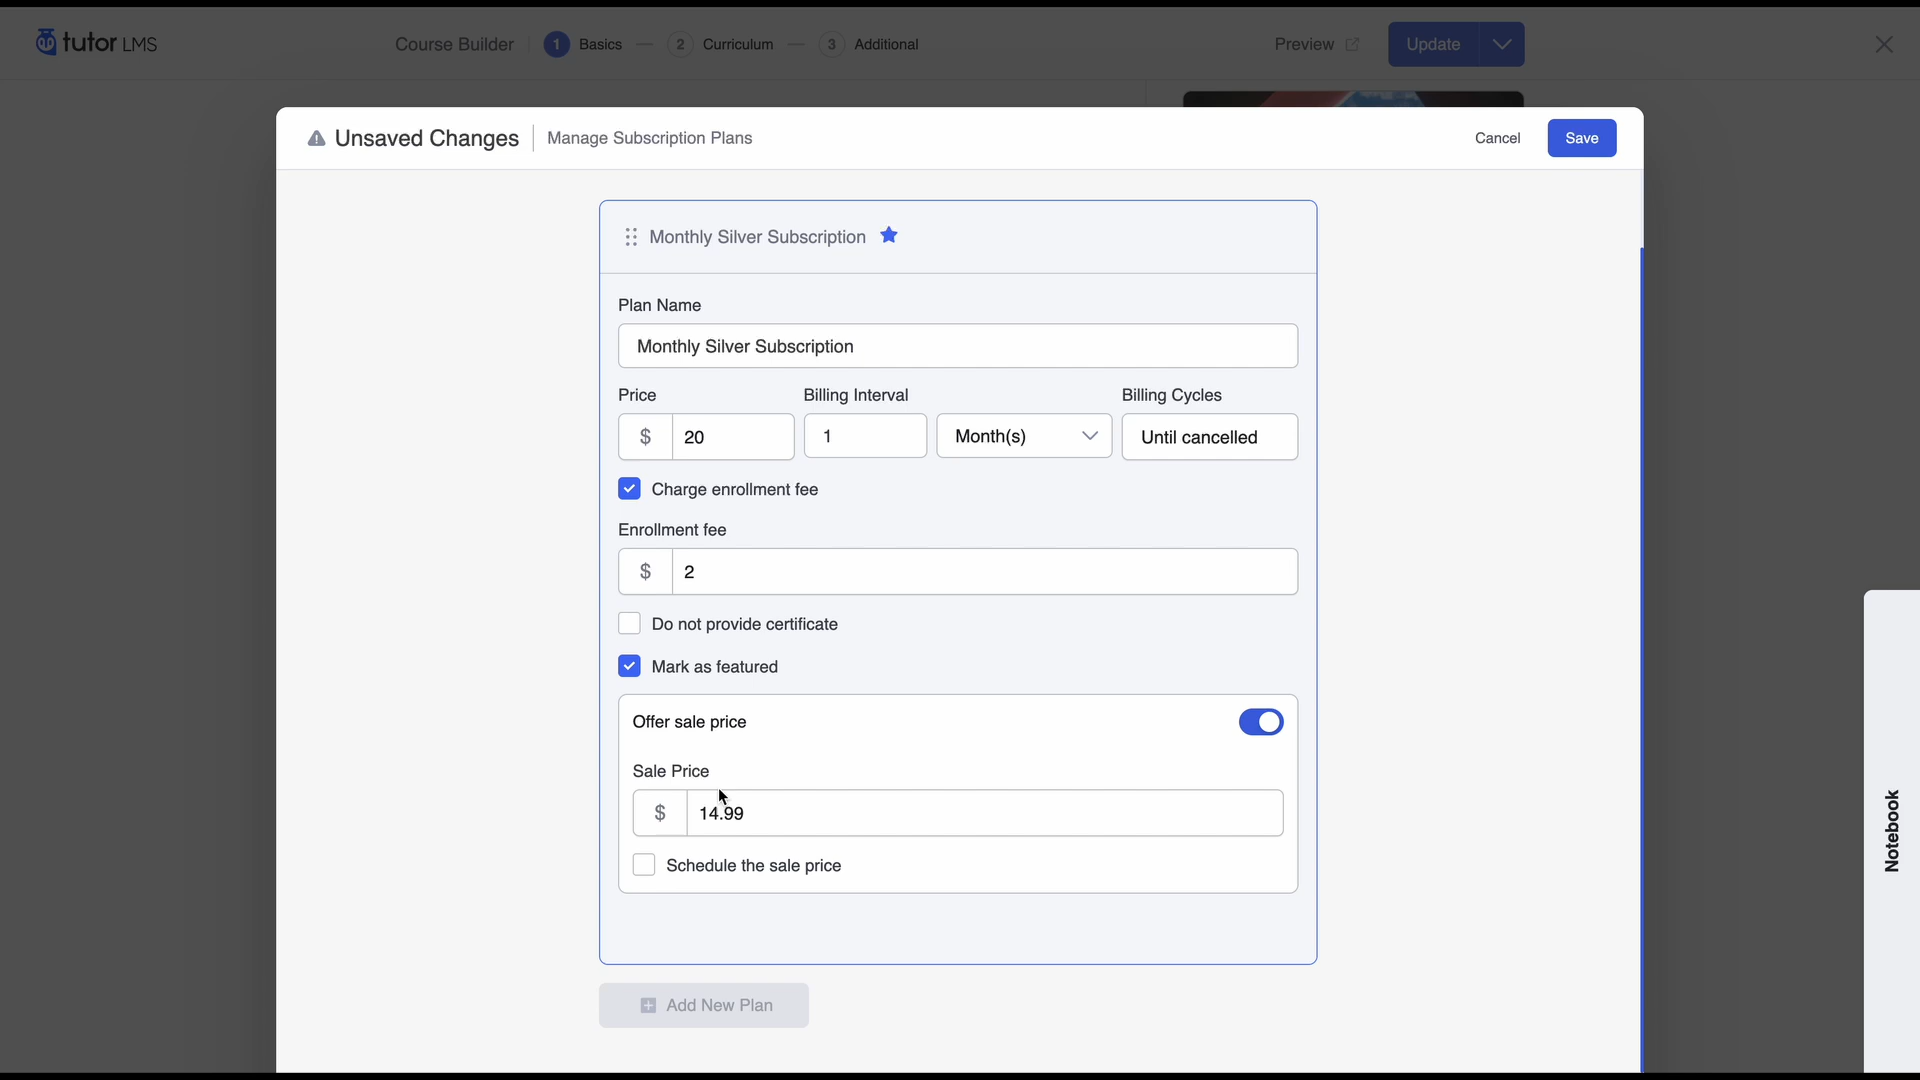 tutor LMS
Course Builder 1 Basics 2 Curriculum 3 Additional Preview Update
Unsaved Changes Manage Subscription Plans Cancel Save
Monthly Silver Subscription
Plan Name
Monthly Silver Subscription
Price Billing Interval Billing Cycles
$ 20 1 Month(s) Until cancelled
Charge enrollment fee
Enrollment fee
$ 2
Do not provide certificate
Mark as featured
Offer sale price
Sale Price
$ 14.99
Schedule the sale price
Add New Plan
Notebook